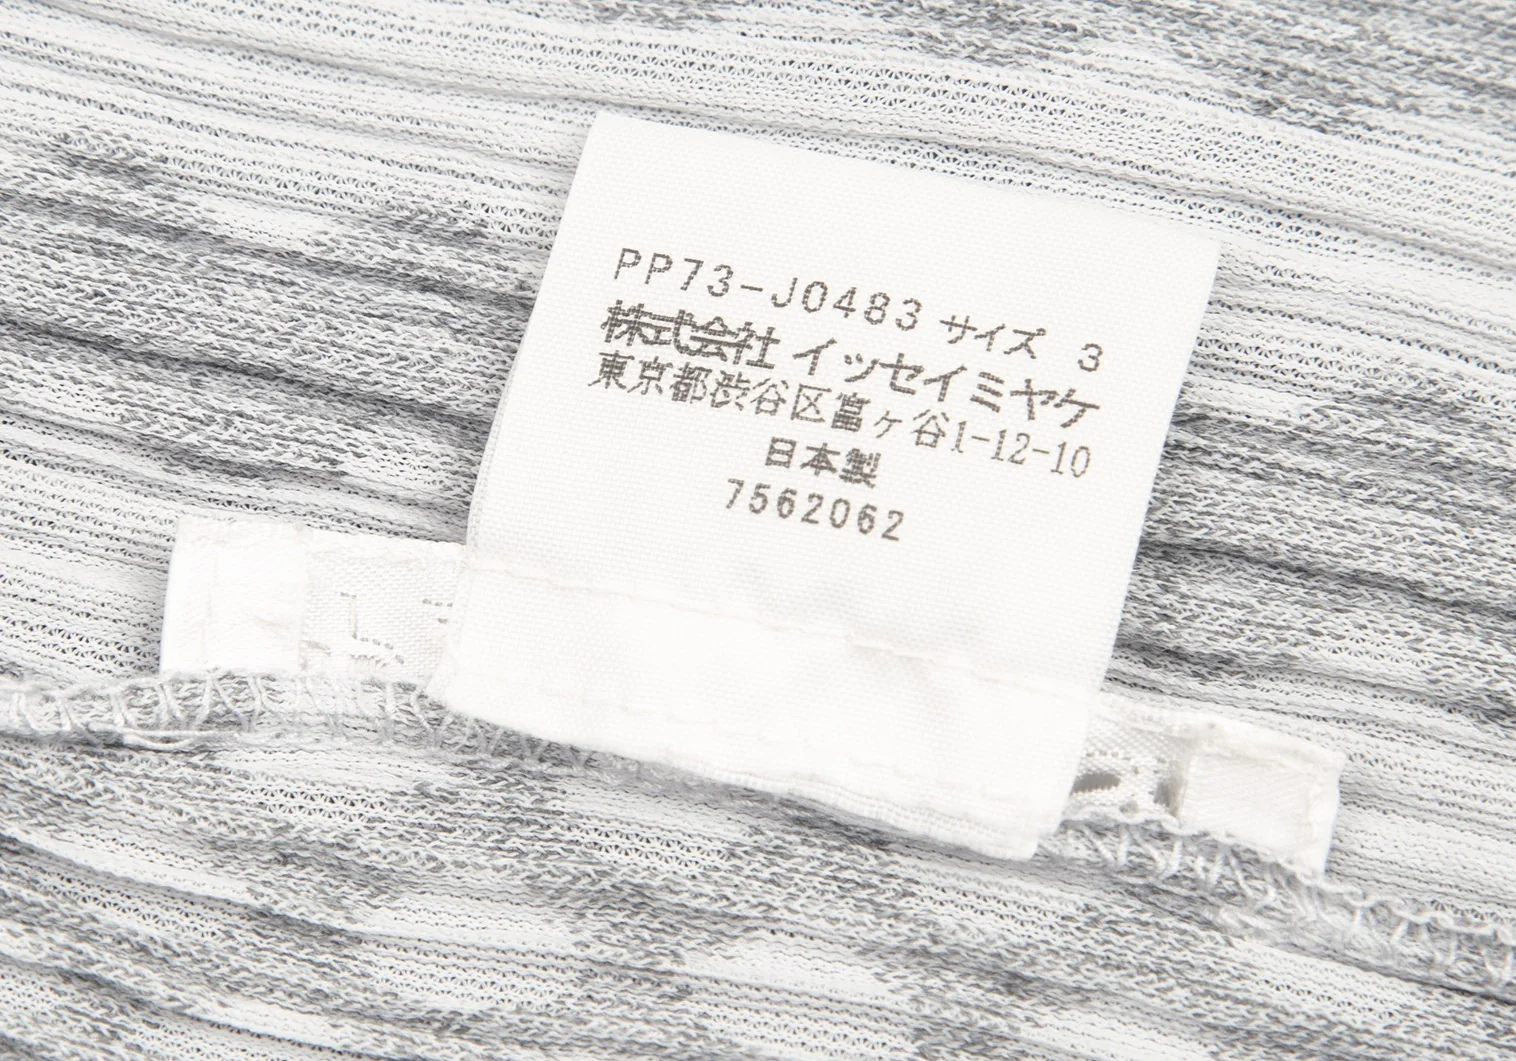 PP73-J0483 サイズ 3
株式会社 イッセイミヤケ
東京都渋谷区富ヶ谷1-12-10
日本製
7562062